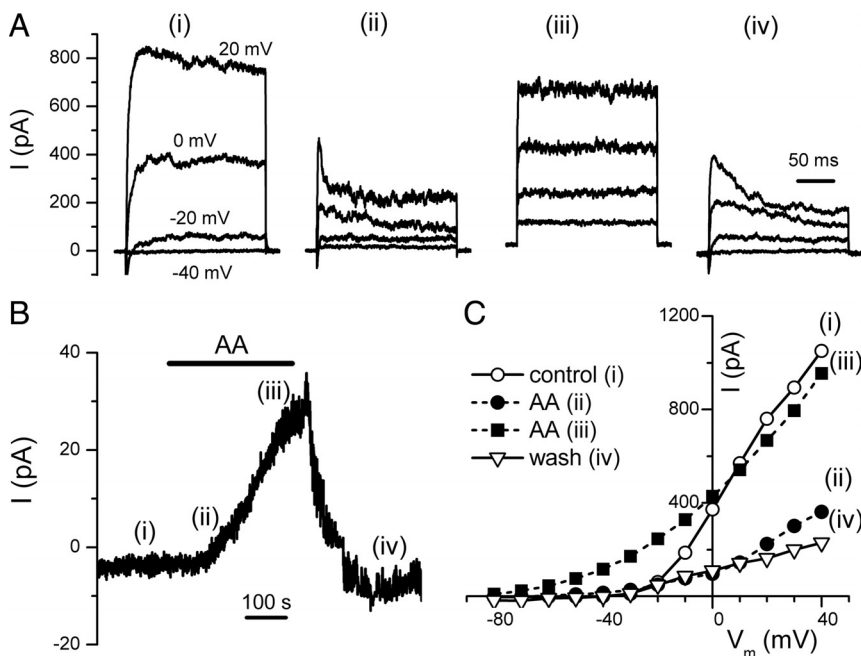 A
(i)
(ii)
(iii)
(iv)
I (pA)
800
600
400
200
0
20 mV
0 mV
-20 mV
-40 mV
50 ms
B
I (pA)
40
20
0
-20
AA
(i)
(ii)
(iii)
(iv)
100 s
C
control (i)
AA (ii)
AA (iii)
wash (iv)
I (pA)
1200
800
400
(i)
(iii)
(ii)
(iv)
-80
-40
0
40
Vm (mV)